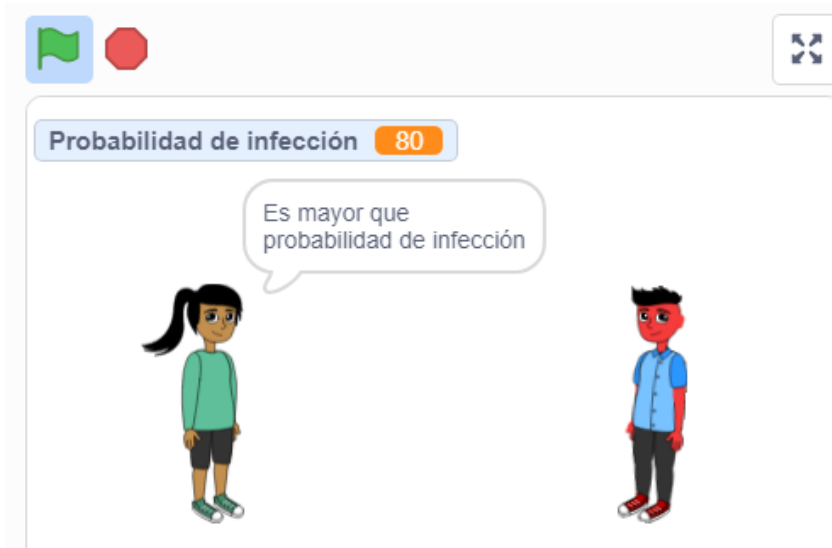 Probabilidad de infección 80
Es mayor que
probabilidad de infección